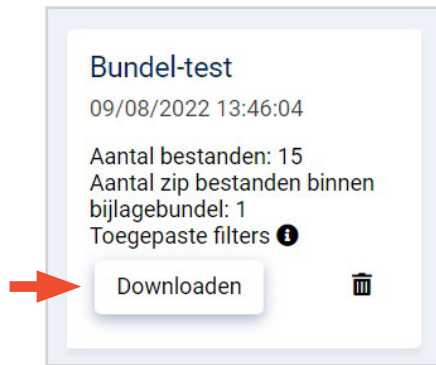 Bundel-test
09/08/2022 13:46:04
Aantal bestanden: 15
Aantal zip bestanden binnen
bijlagebundel: 1
Toegepaste filters
Downloaden